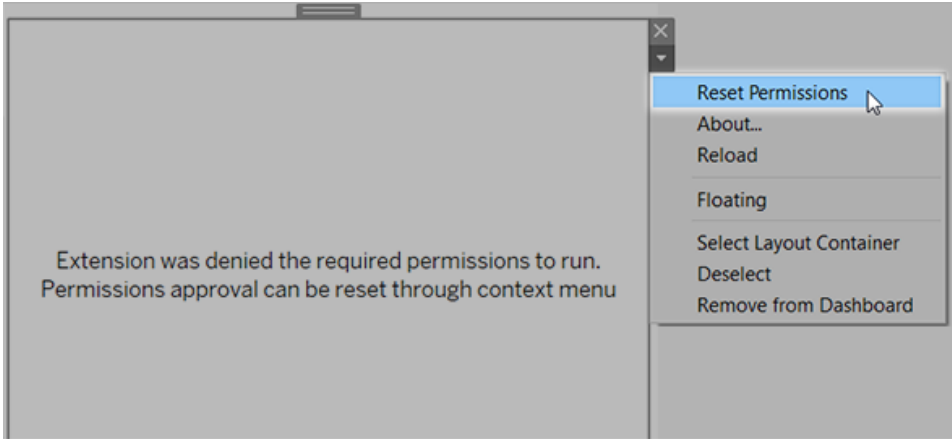 Reset Permissions
About...
Reload
Floating
Select Layout Container
Deselect
Remove from Dashboard
Extension was denied the required permissions to run.
Permissions approval can be reset through context menu